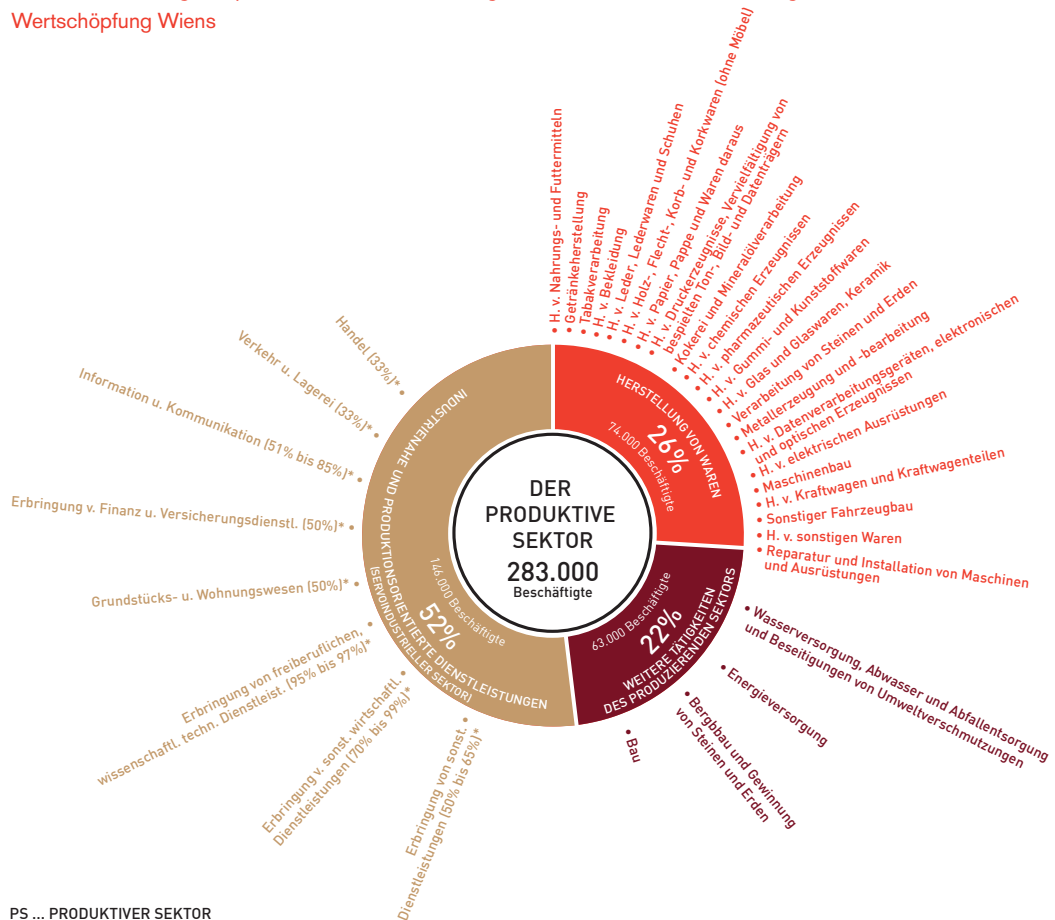 Wertschöpfung Wiens
• H. v. Nahrungs- und Futtermitteln
• Getränkeherstellung
• Tabakverarbeitung
• H. v. Bekleidung
• H. v. Leder, Lederwaren und Schuhen
• H. v. Holz-, Flecht-, Korb- und Korkwaren (ohne Möbel)
• H. v. Papier, Pappe und Waren daraus
• H. v. Druckerzeugnisse, Vervielfältigung von
bespielten Ton-, Bild- und Datenträgern
• Kokerei und Mineralölverarbeitung
• H. v. chemischen Erzeugnissen
• H. v. pharmazeutischen Erzeugnissen
• H. v. Gummi- und Kunststoffwaren
• H. v. Glas und Glaswaren, Keramik
• Verarbeitung von Steinen und Erden
• Metallerzeugung und -bearbeitung
• H. v. Datenverarbeitungsgeräten, elektronischen
und optischen Erzeugnissen
• H. v. elektrischen Ausrüstungen
• Maschinenbau
• H. v. Kraftwagen und Kraftwagenteilen
• Sonstiger Fahrzeugbau
• H. v. sonstigen Waren
• Reparatur und Installation von Maschinen
und Ausrüstungen
HERSTELLUNG VON WAREN
26%
74.000 Beschäftigte
DER
PRODUKTIVE
SEKTOR
283.000
Beschäftigte
63.000 Beschäftigte
22%
WEITERE TÄTIGKEITEN
DES PRODUZIERENDEN SEKTORS
• Wasserversorgung, Abwasser und Abfallentsorgung
und Beseitigungen von Umweltverschmutzungen
• Energieversorgung
• Bergbbau und Gewinnung
von Steinen und Erden
• Bau
146.000 Beschäftigte
52%
INDUSTRIENAHE UND PRODUKTIONSORIENTIERTE DIENSTLEISTUNGEN
(SERVOINDUSTRIELLER SEKTOR)
Handel (33%)* •
Verkehr u. Lagerei (33%)* •
Information u. Kommunikation (51% bis 85%)* •
Erbringung v. Finanz u. Versicherungsdienstl. (50%)* •
Grundstücks- u. Wohnungswesen (50%)* •
Erbringung von freiberuflichen, •
wissenschaftl. techn. Dienstleist. (95% bis 97%)*
Erbringung v. sonst. wirtschaftl. •
Dienstleistungen (70% bis 99%)*
Erbringung von sonst. •
Dienstleistungen (50% bis 65%)*
PS ... PRODUKTIVER SEKTOR